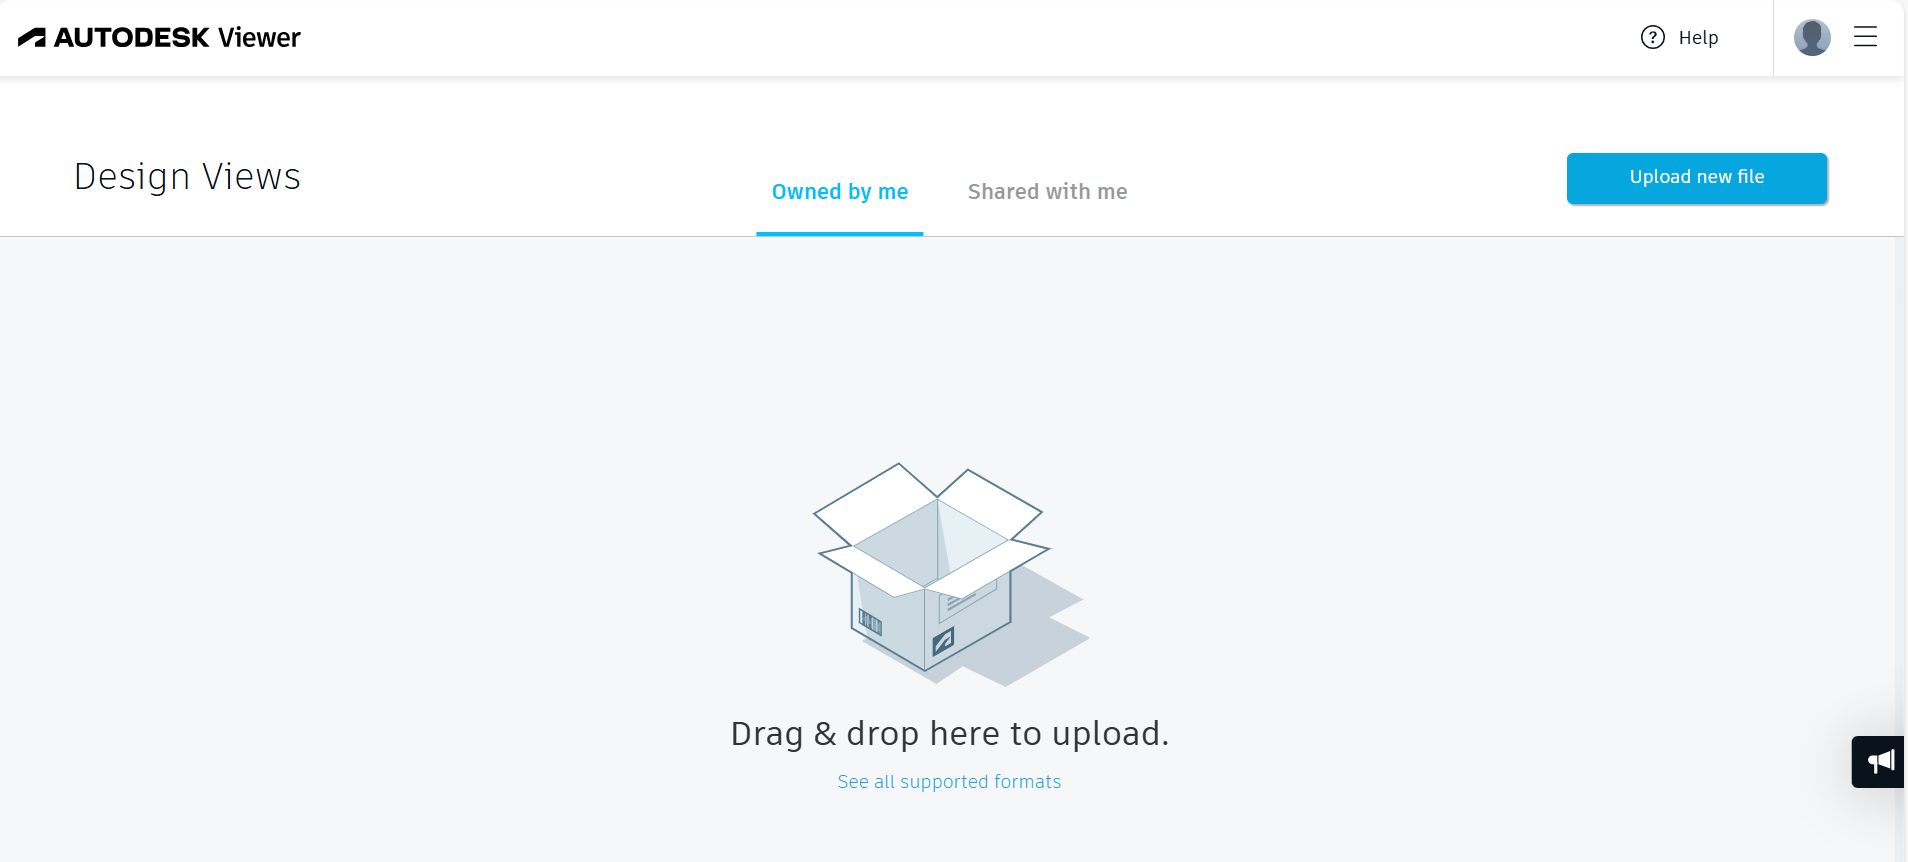 AUTODESK Viewer
Help
Design Views
Owned by me
Shared with me
Upload new file
Drag & drop here to upload.
See all supported formats